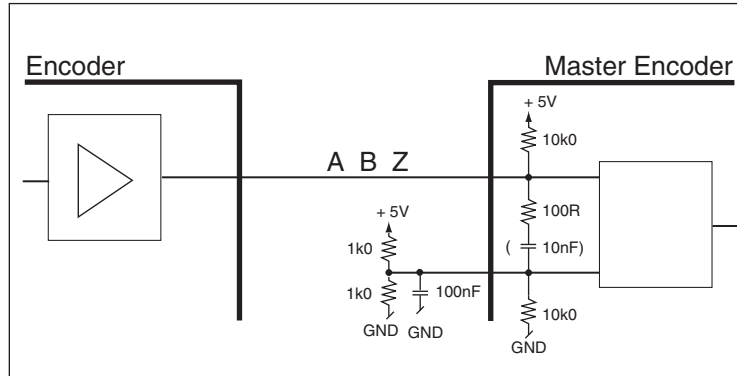 Encoder
Master Encoder
+ 5V
10k0
A B Z
100R
+ 5V
1k0
( 10nF)
1k0
100nF
10k0
GND
GND
GND